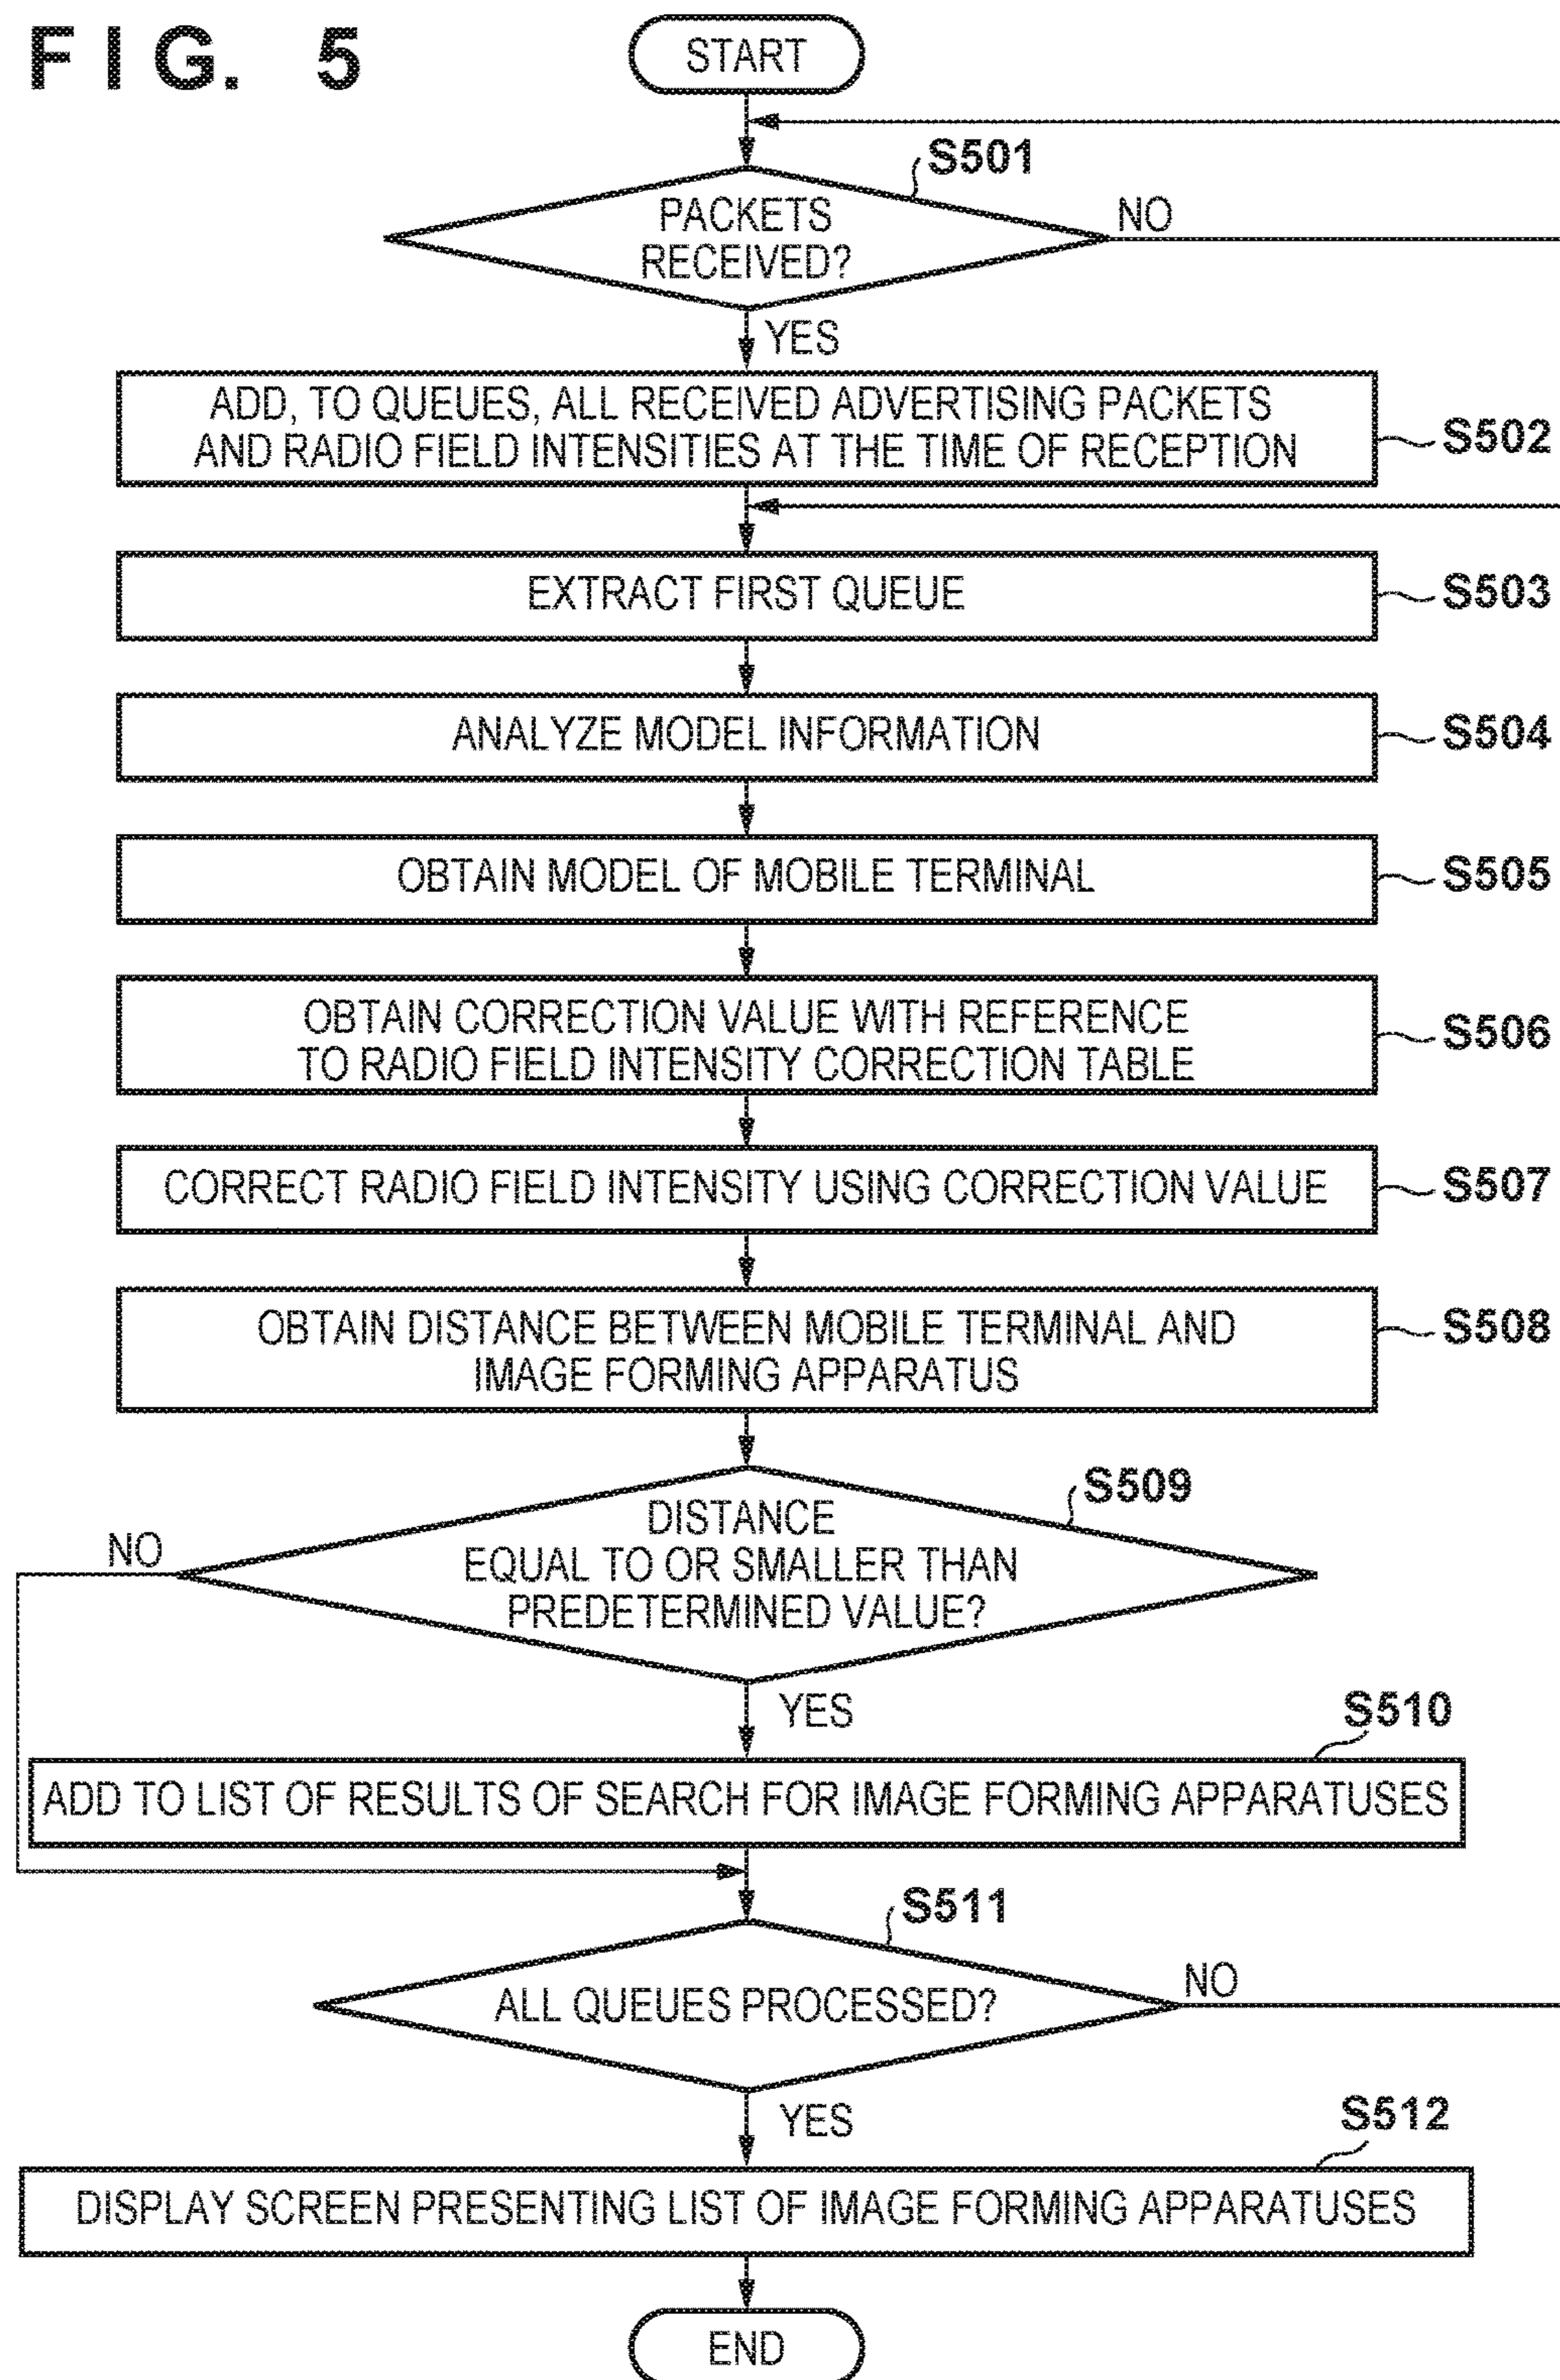 FIG. 5
START
S501
PACKETS
RECEIVED?
NO
YES
ADD, TO QUEUES, ALL RECEIVED ADVERTISING PACKETS
AND RADIO FIELD INTENSITIES AT THE TIME OF RECEPTION
S502
EXTRACT FIRST QUEUE
S503
ANALYZE MODEL INFORMATION
S504
OBTAIN MODEL OF MOBILE TERMINAL
S505
OBTAIN CORRECTION VALUE WITH REFERENCE
TO RADIO FIELD INTENSITY CORRECTION TABLE
S506
CORRECT RADIO FIELD INTENSITY USING CORRECTION VALUE
S507
OBTAIN DISTANCE BETWEEN MOBILE TERMINAL AND
IMAGE FORMING APPARATUS
S508
S509
DISTANCE
EQUAL TO OR SMALLER THAN
PREDETERMINED VALUE?
NO
YES
S510
ADD TO LIST OF RESULTS OF SEARCH FOR IMAGE FORMING APPARATUSES
S511
ALL QUEUES PROCESSED?
NO
YES
S512
DISPLAY SCREEN PRESENTING LIST OF IMAGE FORMING APPARATUSES
END